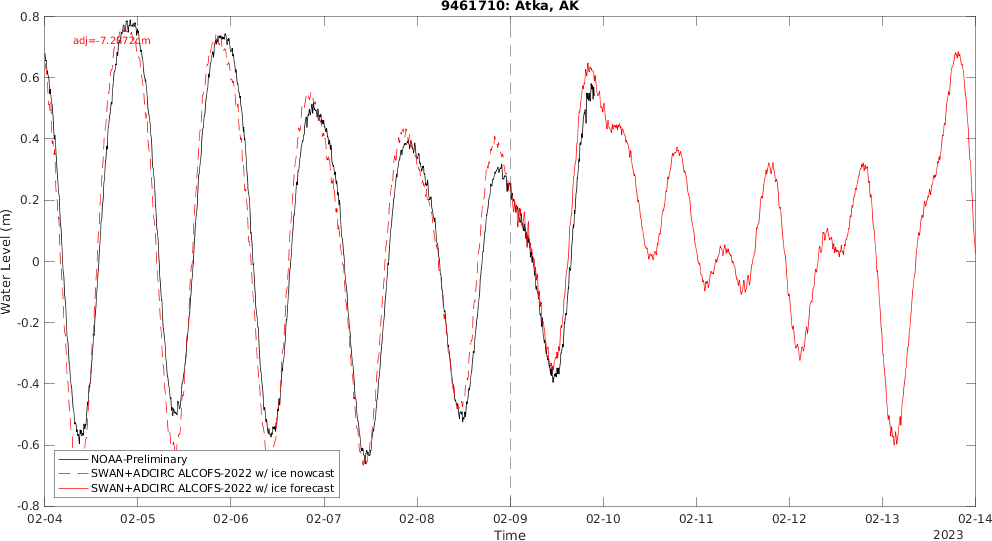 9461710: Atka, AK
0.8
adj=-7.2872cm
0.6
0.4
0.2
0
-0.2
-0.4
-0.6
-0.8
Water Level (m)
NOAA-Preliminary
SWAN+ADCIRC ALCOFS-2022 w/ ice nowcast
SWAN+ADCIRC ALCOFS-2022 w/ ice forecast
02-04 02-05 02-06 02-07 02-08 02-09 02-10 02-11 02-12 02-13 02-14
Time
2023